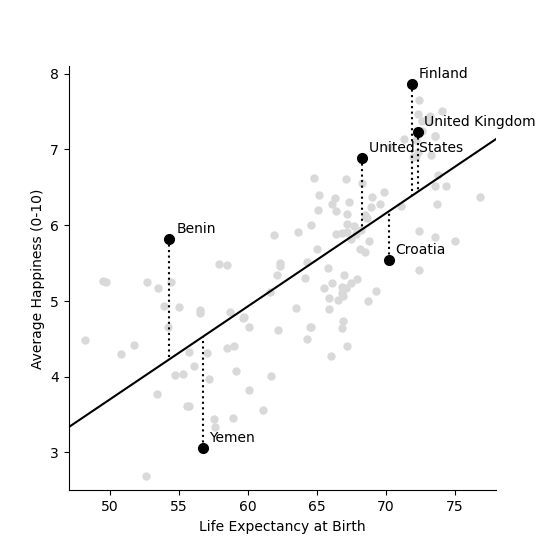 8
Finland
United Kingdom
7
United States
6
Benin
Croatia
5
4
3
Yemen
50
55
60
65
70
75
Life Expectancy at Birth
Average Happiness (0-10)